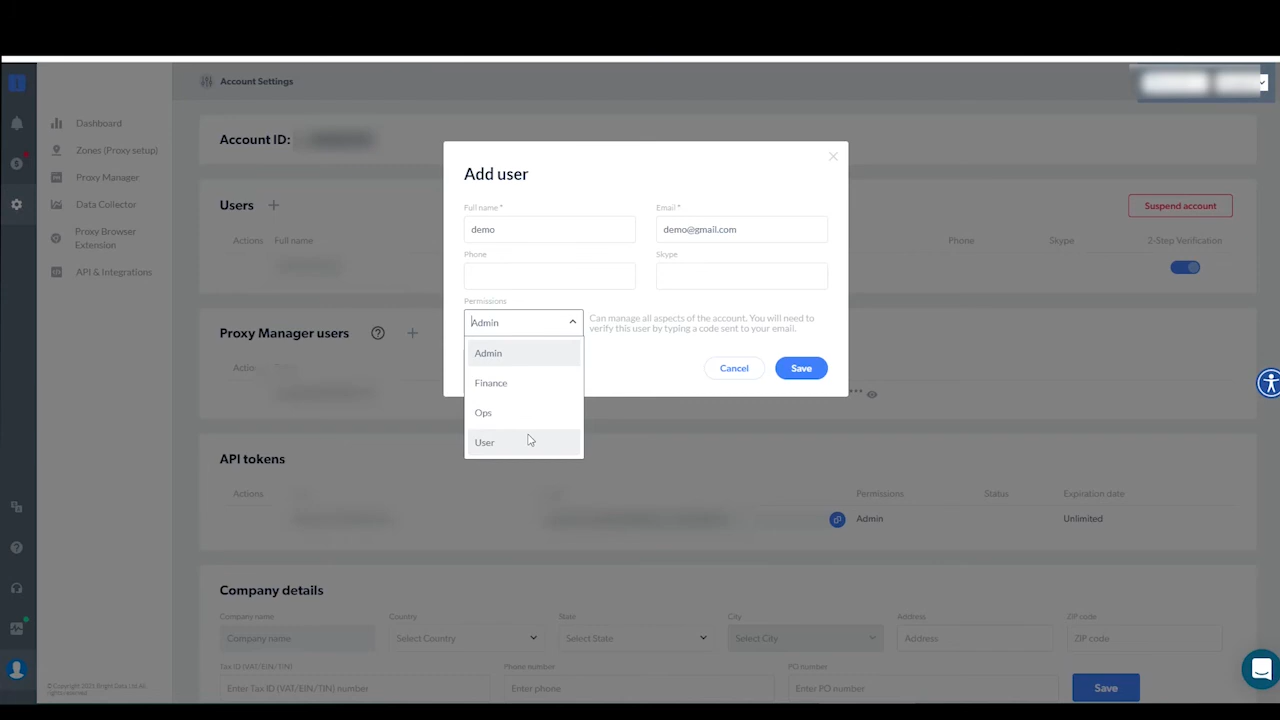 Account Settings
Dashboard
Zones (Proxy setup)
Proxy Manager
Data Collector
Proxy Browser
Extension
API & Integrations
Account ID:
Users
Suspend account
Actions
Full name
Phone
Skype
2-Step Verification
Add user
Full name *
Email *
demo
demo@gmail.com
Phone
Skype
Permissions
Admin
Can manage all aspects of the account. You will need to
verify this user by typing a code sent to your email.
Admin
Finance
Ops
User
Cancel
Save
Proxy Manager users
API tokens
Actions
Permissions
Status
Expiration date
Admin
Unlimited
Company details
Company name
Country
State
City
Address
ZIP code
Company name
Select Country
Select State
Select City
Address
ZIP code
Tax ID (VAT/EIN/TIN)
Phone number
PO number
Enter Tax ID (VAT/EIN/TIN) number
Enter phone
Enter PO number
Save